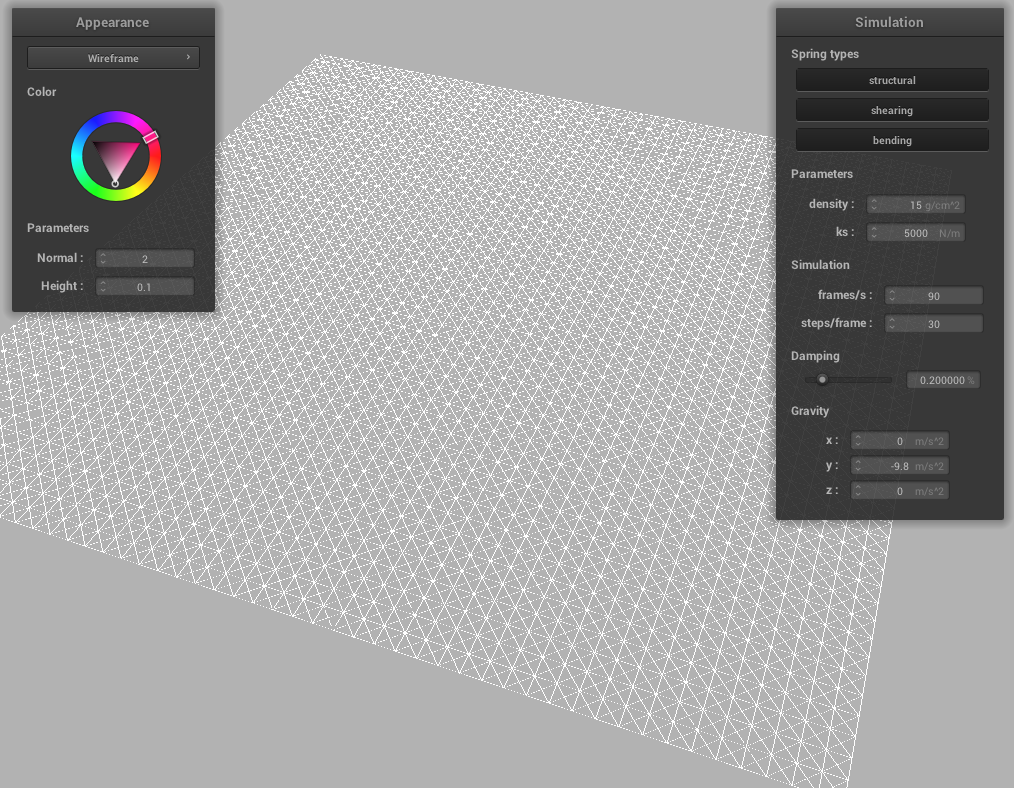 Appearance
Wireframe ›
Color
Parameters
Normal : 2
Height : 0.1
Simulation
Spring types
structural
shearing
bending
Parameters
density : 15 g/cm^2
ks : 5000 N/m
Simulation
frames/s : 90
steps/frame : 30
Damping
0.200000 %
Gravity
x : 0 m/s^2
y : -9.8 m/s^2
z : 0 m/s^2